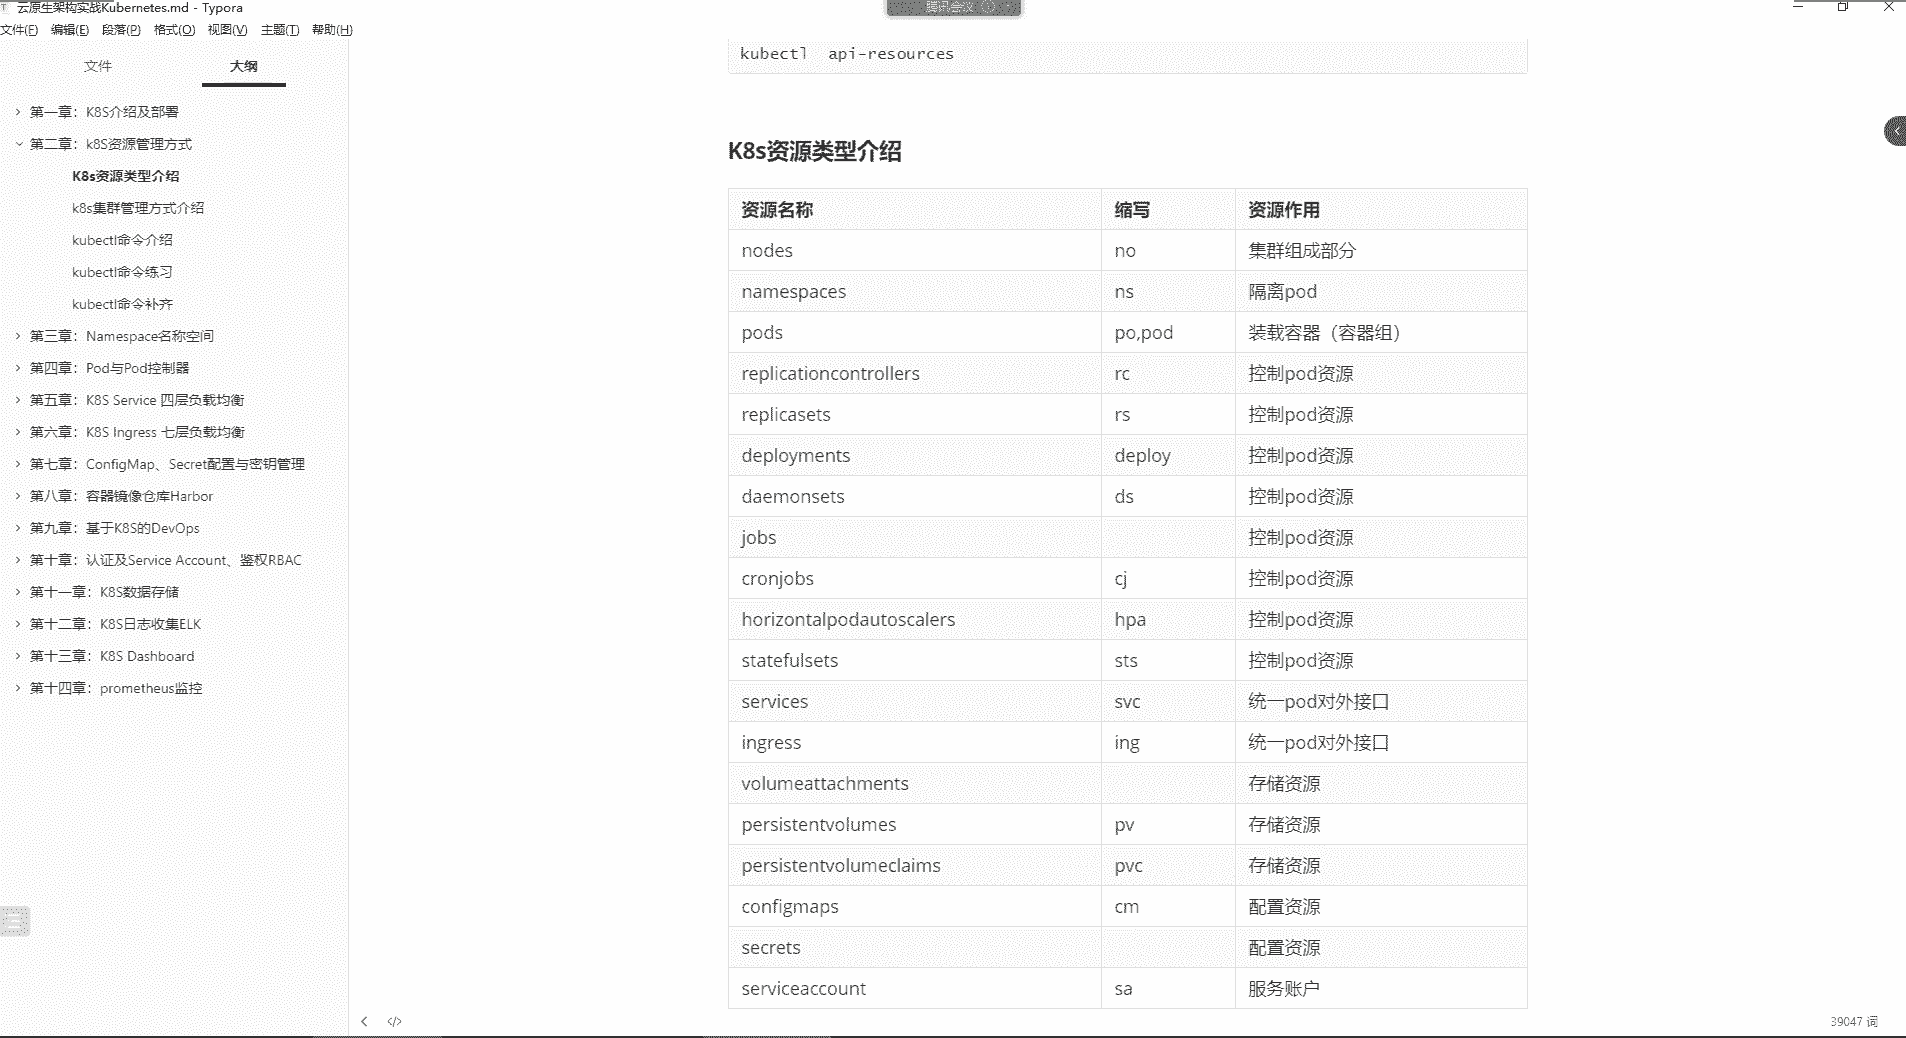 云原生架构实战Kubernetes.md - Typora
腾讯会议
文件(F) 编辑(E) 段落(P) 格式(O) 视图(V) 主题(T) 帮助(H)
文件 大纲
第一章：K8S介绍及部署
第二章：k8S资源管理方式
K8s资源类型介绍
k8s集群管理方式介绍
kubectl命令介绍
kubectl命令练习
kubectl命令补齐
第三章：Namespace名称空间
第四章：Pod与Pod控制器
第五章：K8S Service 四层负载均衡
第六章：K8S Ingress 七层负载均衡
第七章：ConfigMap、Secret配置与密钥管理
第八章：容器镜像仓库Harbor
第九章：基于K8S的DevOps
第十章：认证及Service Account、鉴权RBAC
第十一章：K8S数据存储
第十二章：K8S日志收集ELK
第十三章：K8S Dashboard
第十四章：prometheus监控
kubectl api-resources
K8s资源类型介绍
资源名称 缩写 资源作用
nodes no 集群组成部分
namespaces ns 隔离pod
pods po,pod 装载容器（容器组）
replicationcontrollers rc 控制pod资源
replicasets rs 控制pod资源
deployments deploy 控制pod资源
daemonsets ds 控制pod资源
jobs 控制pod资源
cronjobs cj 控制pod资源
horizontalpodautoscalers hpa 控制pod资源
statefulsets sts 控制pod资源
services svc 统一pod对外接口
ingress ing 统一pod对外接口
volumeattachments 存储资源
persistentvolumes pv 存储资源
persistentvolumeclaims pvc 存储资源
configmaps cm 配置资源
secrets 配置资源
serviceaccount sa 服务账户
39047 词